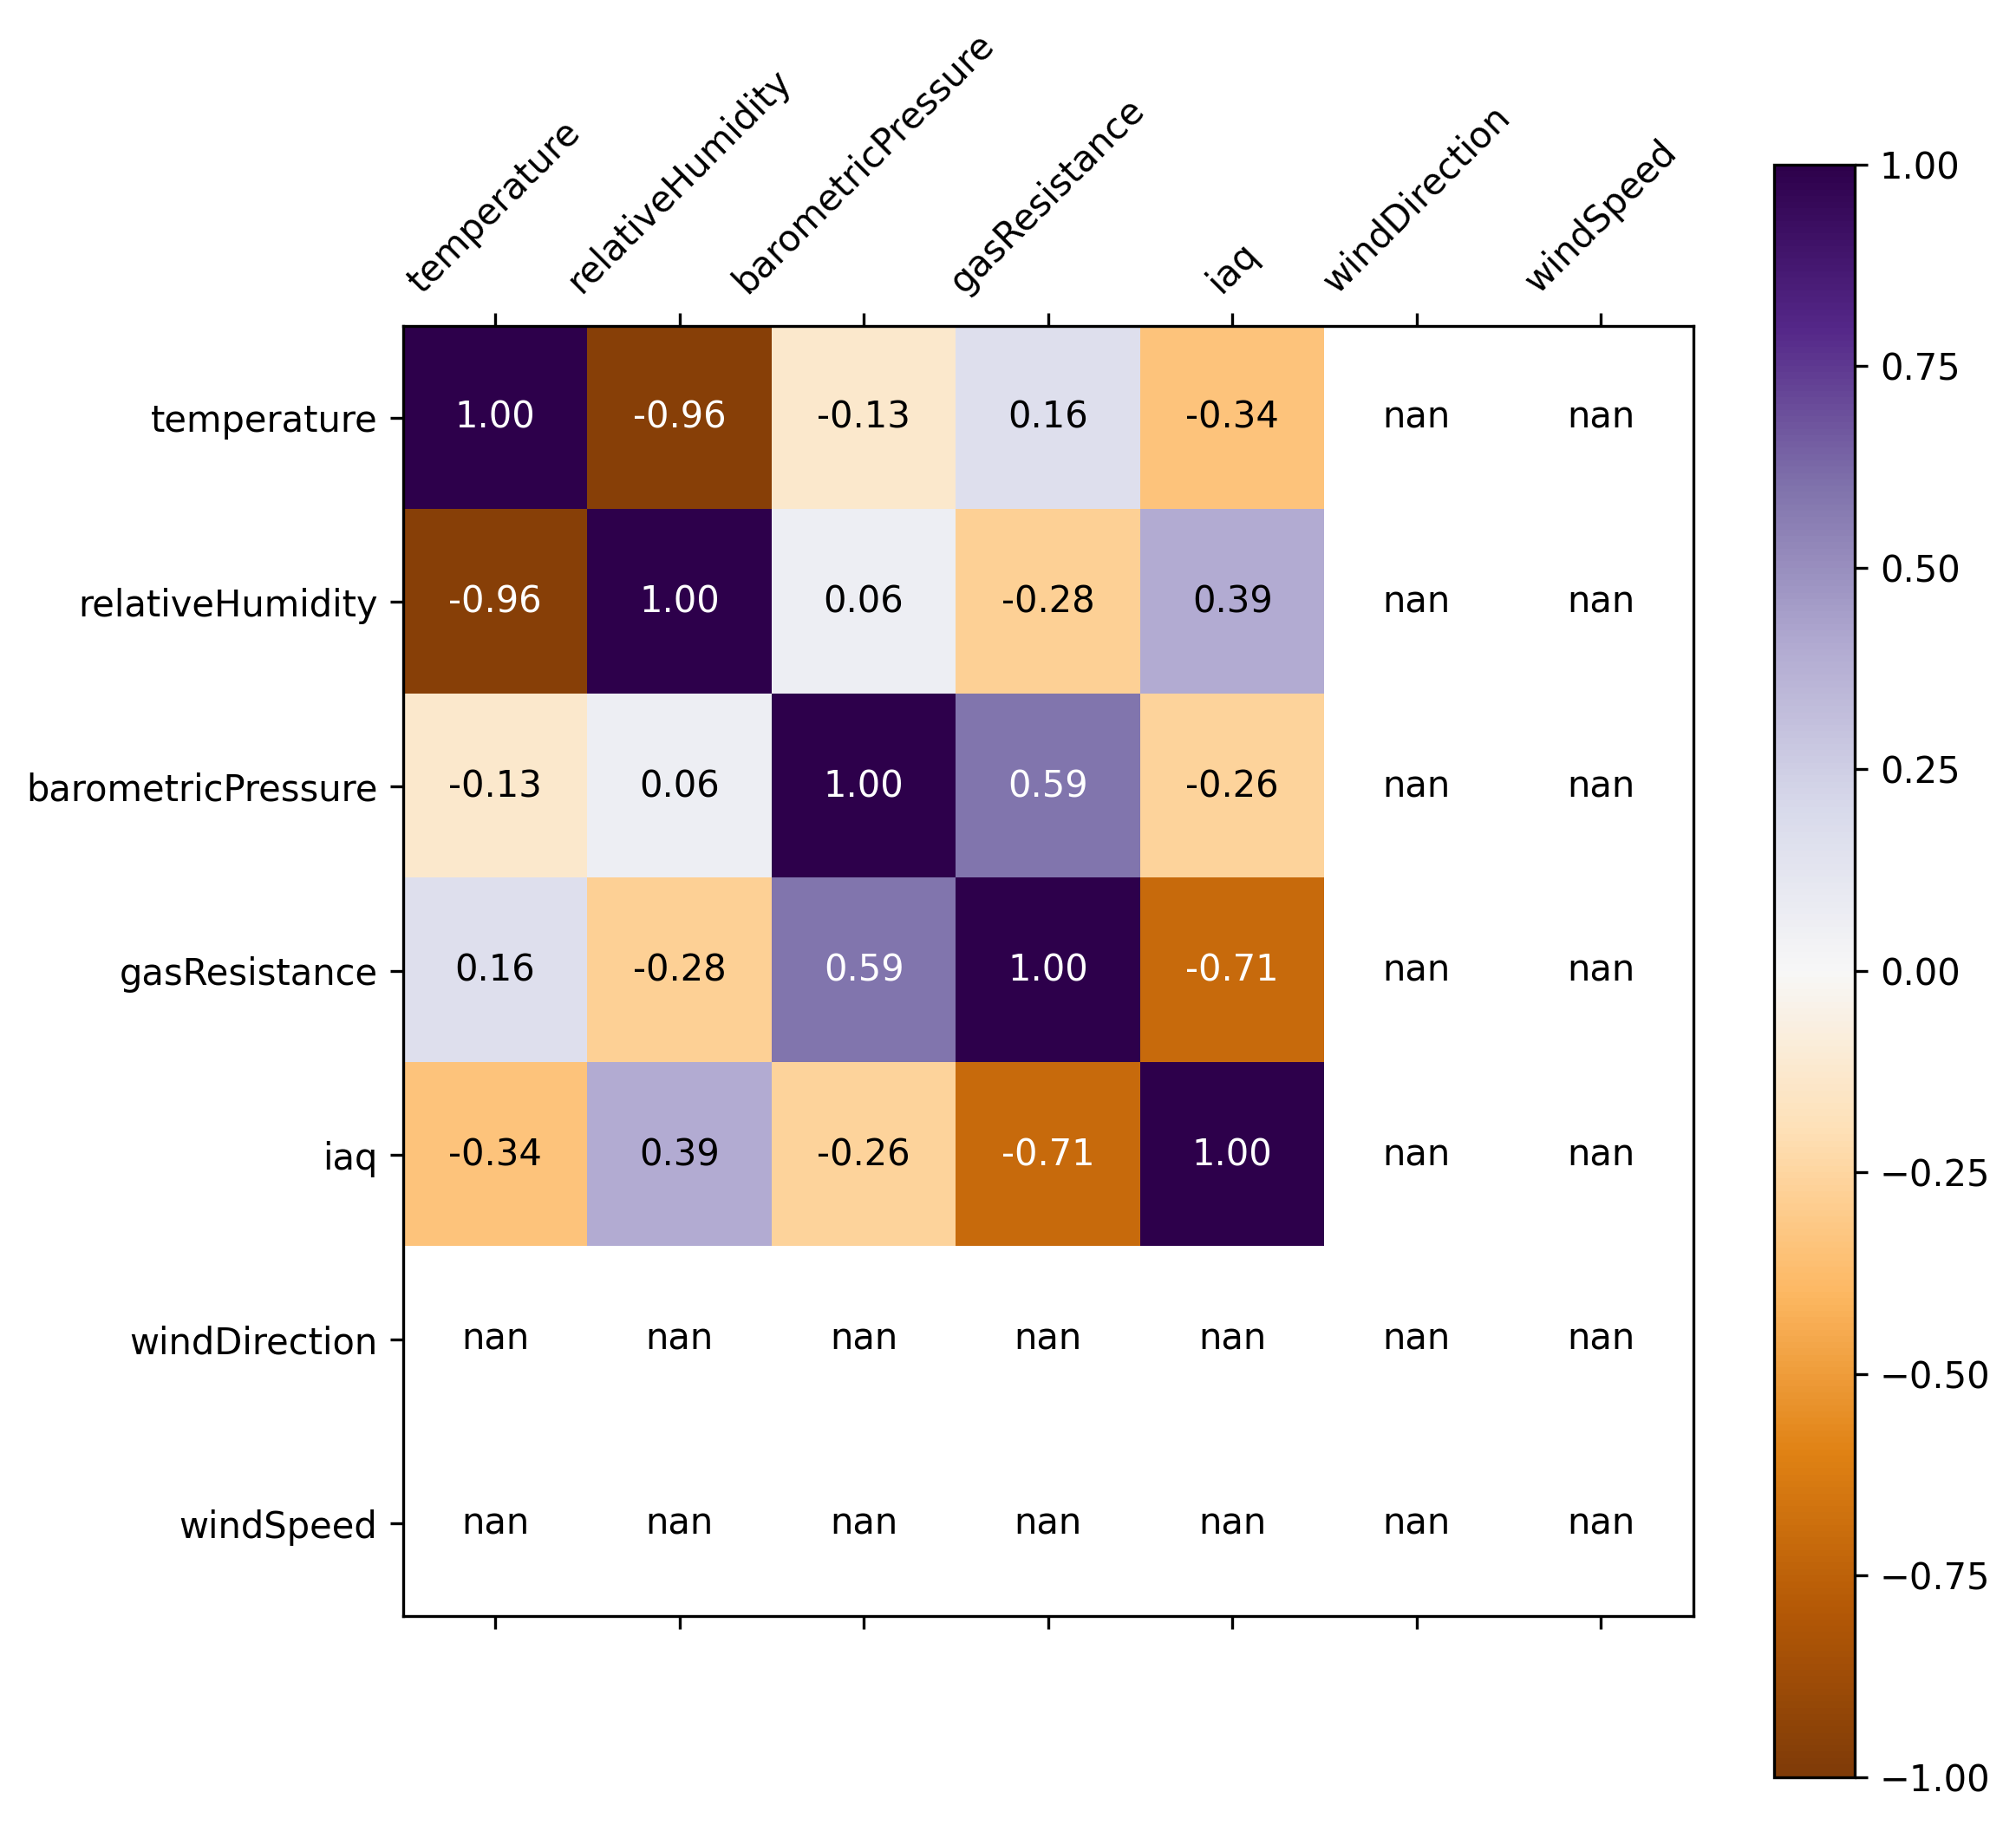 temperature
relativeHumidity
barometricPressure
gasResistance
iaq
windDirection
windSpeed
temperature 1.00 -0.96 -0.13 0.16 -0.34 nan nan
relativeHumidity -0.96 1.00 0.06 -0.28 0.39 nan nan
barometricPressure -0.13 0.06 1.00 0.59 -0.26 nan nan
gasResistance 0.16 -0.28 0.59 1.00 -0.71 nan nan
iaq -0.34 0.39 -0.26 -0.71 1.00 nan nan
windDirection nan nan nan nan nan nan nan
windSpeed nan nan nan nan nan nan nan
1.00
0.75
0.50
0.25
0.00
−0.25
−0.50
−0.75
−1.00